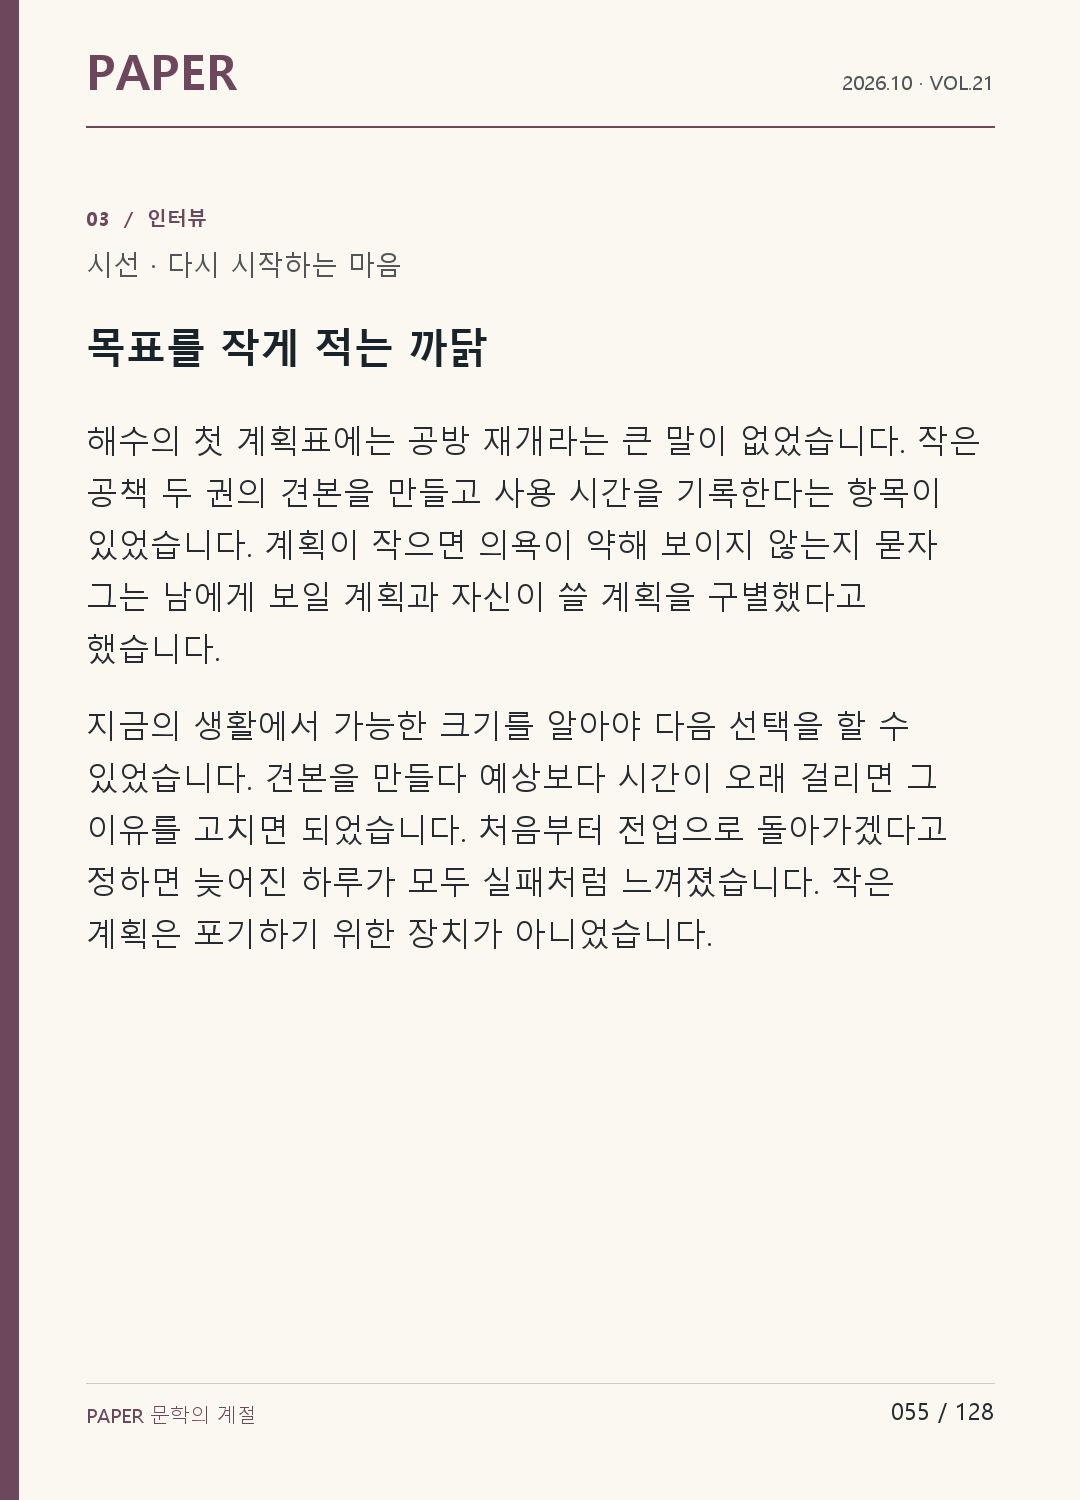 PAPER
2026.10 · VOL.21
03 / 인터뷰
시선 · 다시 시작하는 마음
목표를 작게 적는 까닭
해수의 첫 계획표에는 공방 재개라는 큰 말이 없었습니다. 작은
공책 두 권의 견본을 만들고 사용 시간을 기록한다는 항목이
있었습니다. 계획이 작으면 의욕이 약해 보이지 않는지 묻자
그는 남에게 보일 계획과 자신이 쓸 계획을 구별했다고
했습니다.
지금의 생활에서 가능한 크기를 알아야 다음 선택을 할 수
있었습니다. 견본을 만들다 예상보다 시간이 오래 걸리면 그
이유를 고치면 되었습니다. 처음부터 전업으로 돌아가겠다고
정하면 늦어진 하루가 모두 실패처럼 느껴졌습니다. 작은
계획은 포기하기 위한 장치가 아니었습니다.
PAPER 문학의 계절
055 / 128